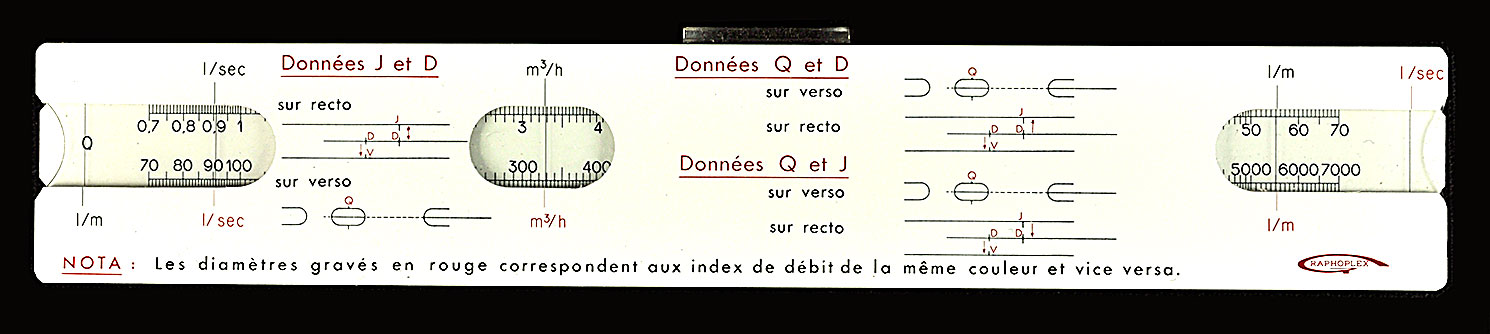 l/sec
0,7 0,8 0,9 1
Q
70 80 90 100
l/m
l/sec
Données J et D
sur recto
J
D D
V
sur verso
Q
m³/h
3 4
300 400
m³/h
Données Q et D
sur verso
Q
sur recto
J
D D
V
Données Q et J
sur verso
Q
sur recto
J
D D
V
l/m
l/sec
50 60 70
5000 6000 7000
l/m
NOTA : Les diamètres gravés en rouge correspondent aux index de débit de la même couleur et vice versa.
GRAPHOPLEX